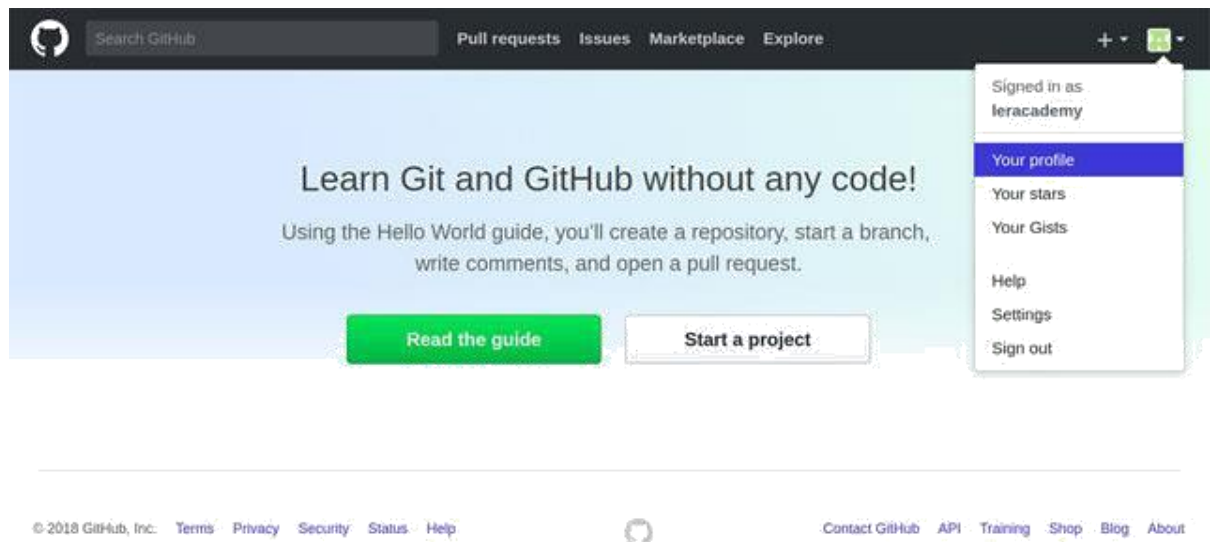 Search GitHub
Pull requests Issues Marketplace Explore
Signed in as
leracademy
Your profile
Your stars
Your Gists
Help
Settings
Sign out
Learn Git and GitHub without any code!
Using the Hello World guide, you'll create a repository, start a branch,
write comments, and open a pull request.
Read the guide Start a project
© 2018 GitHub, Inc. Terms Privacy Security Status Help Contact GitHub API Training Shop Blog About